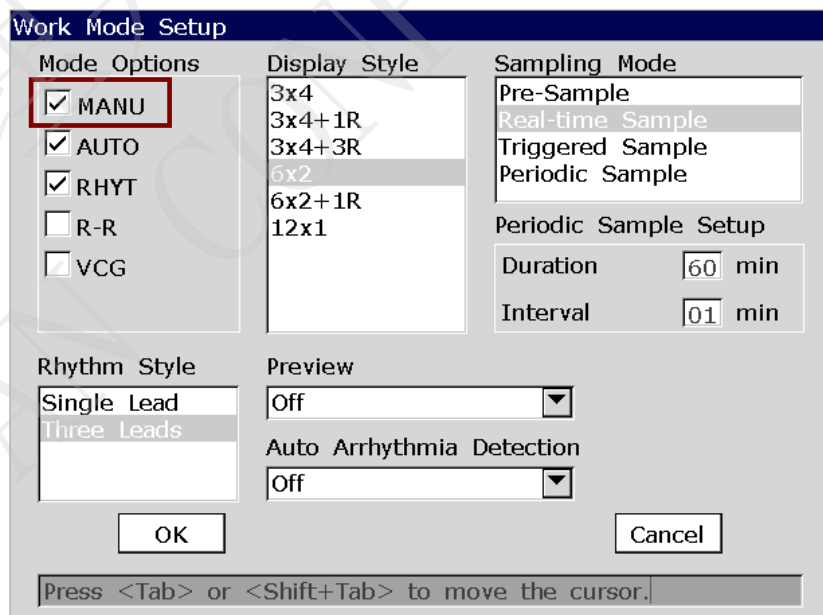 Work Mode Setup
Mode Options
MANU
AUTO
RHYT
R-R
VCG
Display Style
3x4
3x4+1R
3x4+3R
6x2
6x2+1R
12x1
Sampling Mode
Pre-Sample
Real-time Sample
Triggered Sample
Periodic Sample
Periodic Sample Setup
Duration 60 min
Interval 01 min
Rhythm Style
Single Lead
Three Leads
Preview
Off
Auto Arrhythmia Detection
Off
OK
Cancel
Press <Tab> or <Shift+Tab> to move the cursor.